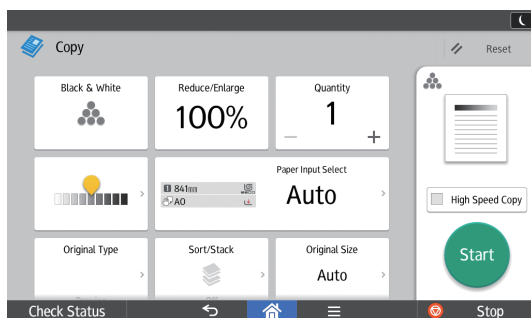 Copy
Reset
Black & White
Reduce/Enlarge
100%
Quantity
1
Paper Input Select
1 841mm
A0
Auto
High Speed Copy
Original Type
Sort/Stack
Original Size
Auto
Start
Check Status
Stop